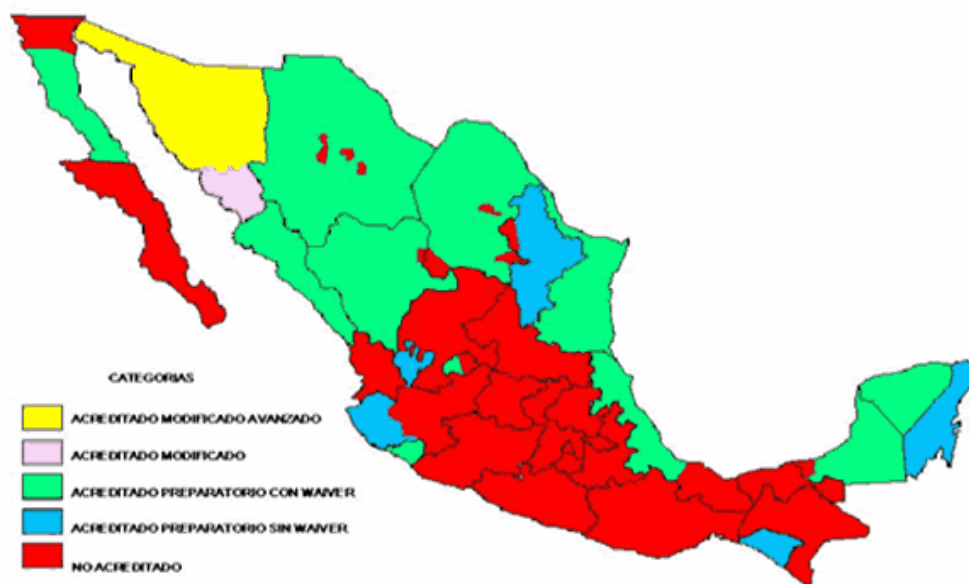 CATEGORIAS
ACREDITADO MODIFICADO AVANZADO
ACREDITADO MODIFICADO
ACREDITADO PREPARATORIO CON WAIVER
ACREDITADO PREPARATORIO SIN WAIVER
NO ACREDITADO